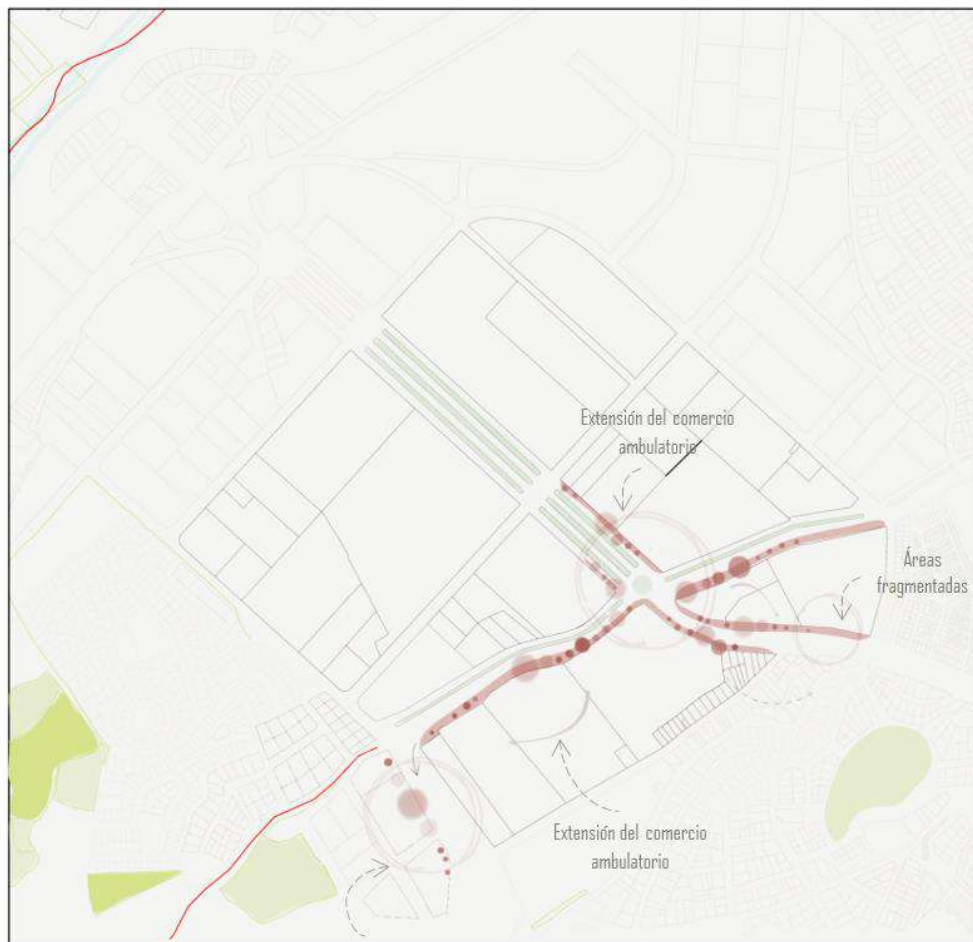 Extensión del comercio
ambulatorio
Áreas
fragmentadas
Extensión del comercio
ambulatorio